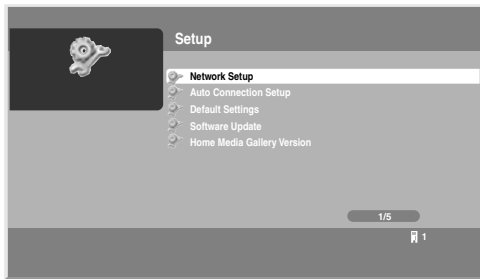 Setup
Network Setup
Auto Connection Setup
Default Settings
Software Update
Home Media Gallery Version
1/5
1